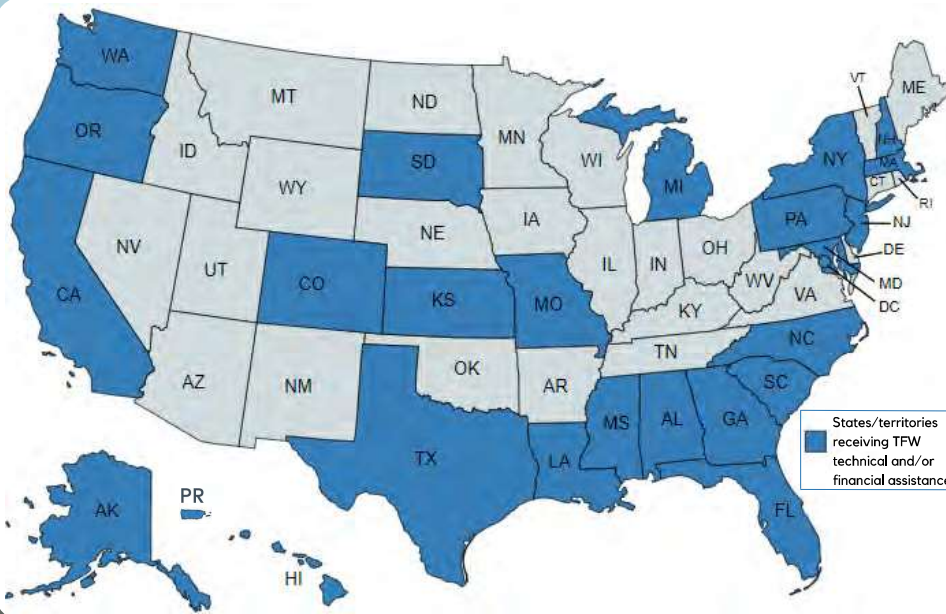 WA
MT
ND
MN
VT
ME
OR
ID
SD
WI
NY
NH
MA
WY
MI
CT
RI
IA
PA
NJ
NV
NE
IL
IN
OH
DE
UT
CO
MD
CA
KS
MO
WV
VA
DC
KY
NC
TN
OK
AZ
NM
AR
SC
MS
AL
GA
TX
LA
States/territories
receiving TFW
technical and/or
financial assistance
PR
AK
FL
HI